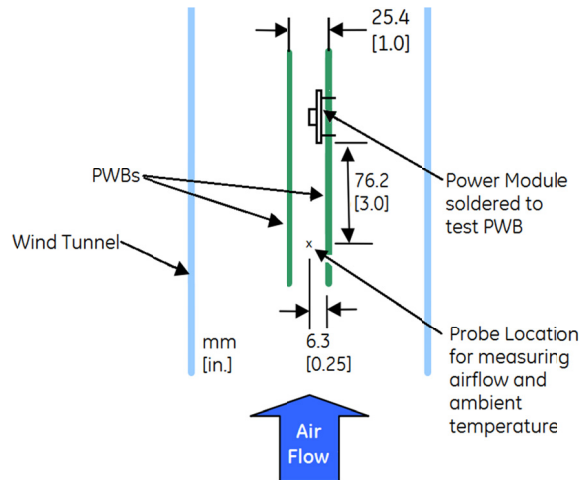 25.4
[1.0]
PWBs
76.2
[3.0]
Power Module
soldered to
test PWB
Wind Tunnel
x
mm
[in.]
6.3
[0.25]
Probe Location
for measuring
airflow and
ambient
temperature
Air
Flow